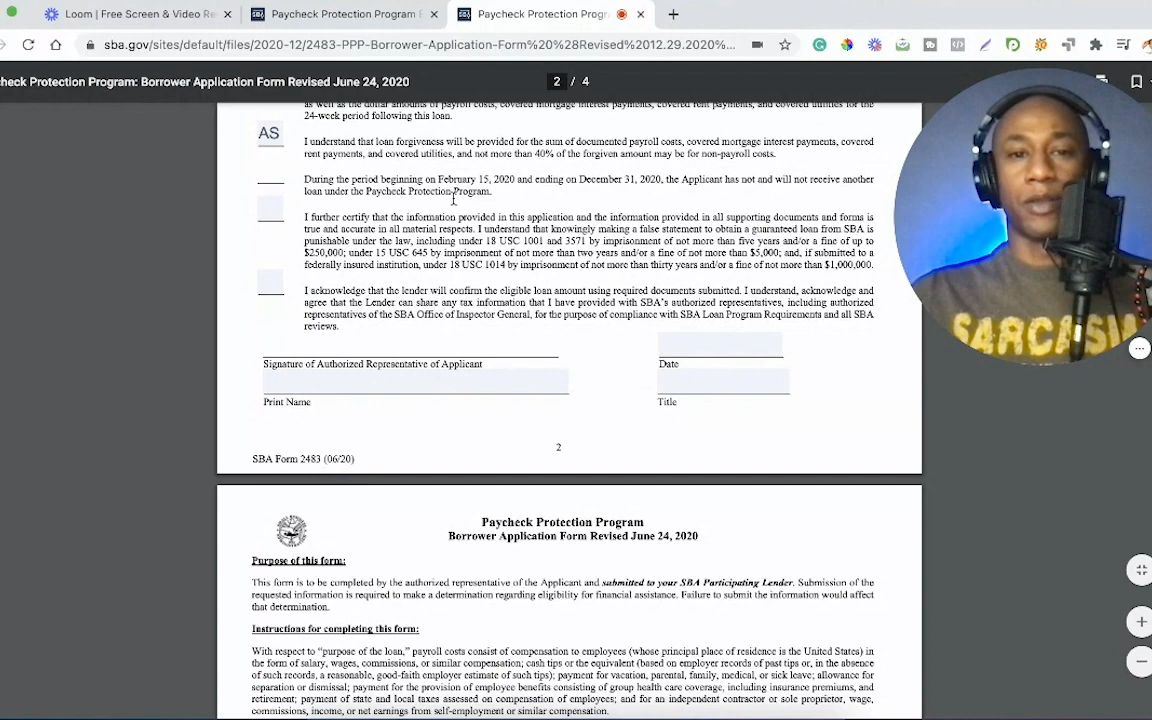 Loom | Free Screen & Video Re
Paycheck Protection Program
Paycheck Protection Progr
sba.gov/sites/default/files/2020-12/2483-PPP-Borrower-Application-Form%20%28Revised%2012.29.2020%...
check Protection Program: Borrower Application Form Revised June 24, 2020
2 / 4
as well as the dollar amounts of payroll costs, covered mortgage interest payments, covered rent payments, and covered utilities for the
24-week period following this loan.
AS
I understand that loan forgiveness will be provided for the sum of documented payroll costs, covered mortgage interest payments, covered
rent payments, and covered utilities, and not more than 40% of the forgiven amount may be for non-payroll costs.
During the period beginning on February 15, 2020 and ending on December 31, 2020, the Applicant has not and will not receive another
loan under the Paycheck Protection Program.
I further certify that the information provided in this application and the information provided in all supporting documents and forms is
true and accurate in all material respects. I understand that knowingly making a false statement to obtain a guaranteed loan from SBA is
punishable under the law, including under 18 USC 1001 and 3571 by imprisonment of not more than five years and/or a fine of up to
$250,000; under 15 USC 645 by imprisonment of not more than two years and/or a fine of not more than $5,000; and, if submitted to a
federally insured institution, under 18 USC 1014 by imprisonment of not more than thirty years and/or a fine of not more than $1,000,000.
I acknowledge that the lender will confirm the eligible loan amount using required documents submitted. I understand, acknowledge and
agree that the Lender can share any tax information that I have provided with SBA's authorized representatives, including authorized
representatives of the SBA Office of Inspector General, for the purpose of compliance with SBA Loan Program Requirements and all SBA
reviews.
SARCASM
Signature of Authorized Representative of Applicant
Date
Print Name
Title
2
SBA Form 2483 (06/20)
Paycheck Protection Program
Borrower Application Form Revised June 24, 2020
Purpose of this form:
This form is to be completed by the authorized representative of the Applicant and submitted to your SBA Participating Lender. Submission of the
requested information is required to make a determination regarding eligibility for financial assistance. Failure to submit the information would affect
that determination.
Instructions for completing this form:
With respect to "purpose of the loan," payroll costs consist of compensation to employees (whose principal place of residence is the United States) in
the form of salary, wages, commissions, or similar compensation; cash tips or the equivalent (based on employer records of past tips or, in the absence
of such records, a reasonable, good-faith employer estimate of such tips); payment for vacation, parental, family, medical, or sick leave; allowance for
separation or dismissal; payment for the provision of employee benefits consisting of group health care coverage, including insurance premiums, and
retirement; payment of state and local taxes assessed on compensation of employees; and for an independent contractor or sole proprietor, wage,
commissions, income, or net earnings from self-employment or similar compensation.